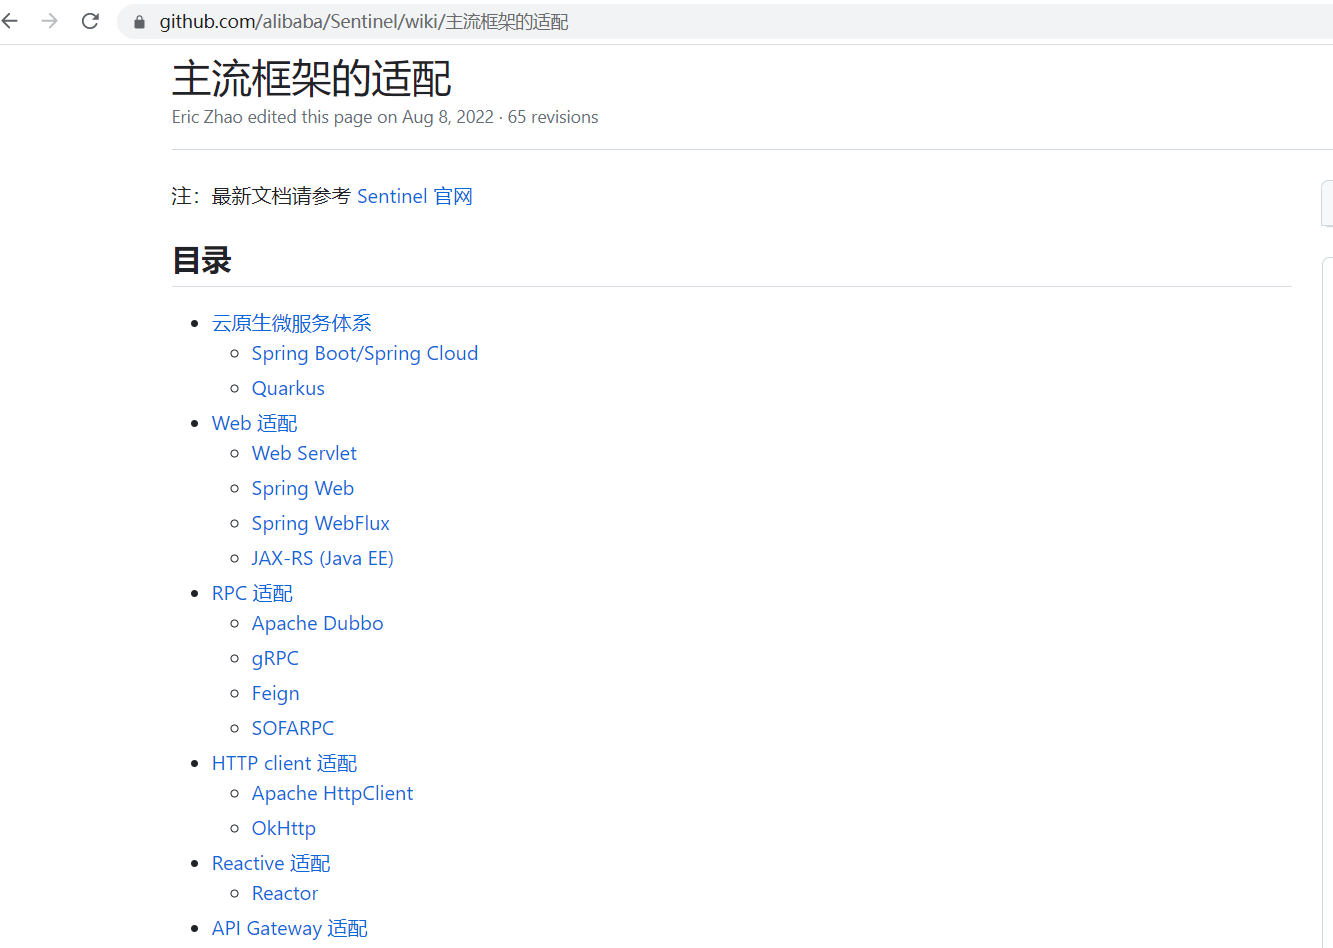 github.com/alibaba/Sentinel/wiki/主流框架的适配
主流框架的适配
Eric Zhao edited this page on Aug 8, 2022 · 65 revisions
注：最新文档请参考 Sentinel 官网
目录
云原生微服务体系
Spring Boot/Spring Cloud
Quarkus
Web 适配
Web Servlet
Spring Web
Spring WebFlux
JAX-RS (Java EE)
RPC 适配
Apache Dubbo
gRPC
Feign
SOFARPC
HTTP client 适配
Apache HttpClient
OkHttp
Reactive 适配
Reactor
API Gateway 适配